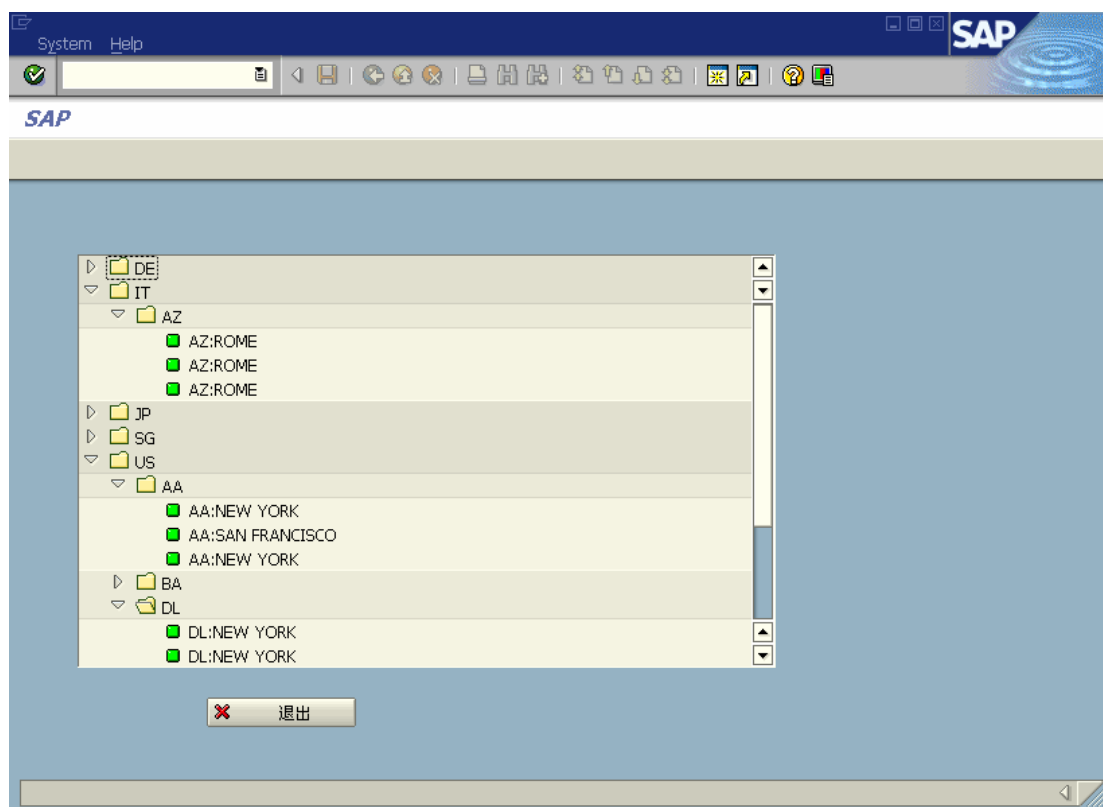 System Help
SAP
SAP
DE
IT
AZ
AZ:ROME
AZ:ROME
AZ:ROME
JP
SG
US
AA
AA:NEW YORK
AA:SAN FRANCISCO
AA:NEW YORK
BA
DL
DL:NEW YORK
DL:NEW YORK
退出